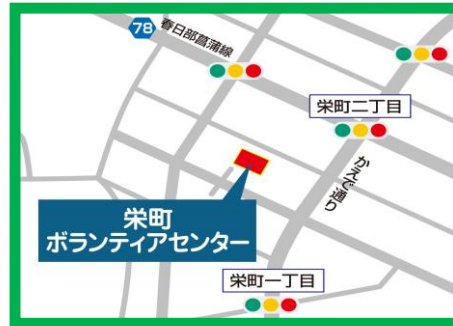 78
春日部菖蒲線
栄町二丁目
かえで通り
栄町
ボランティアセンター
栄町一丁目